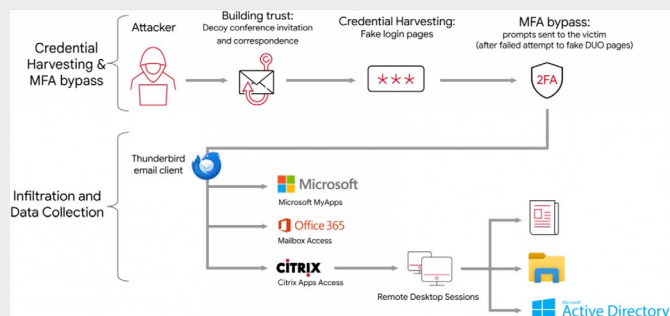 Credential
Harvesting &
MFA bypass
Attacker
Building trust:
Decoy conference invitation
and correspondence
Credential Harvesting:
Fake login pages
MFA bypass:
prompts sent to the victim
(after failed attempt to fake DUO pages)
***
2FA
Infiltration and
Data Collection
Thunderbird
email client
Microsoft
Microsoft MyApps
Office 365
Mailbox Access
CİTRIX
Citrix Apps Access
Remote Desktop Sessions
Microsoft
Active Directory